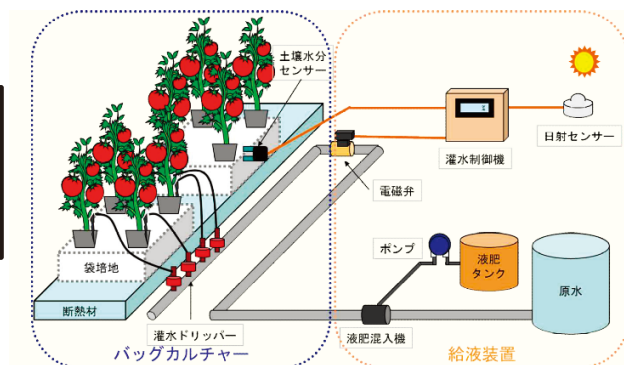 土壌水分
センサー
日射センサー
灌水制御機
電磁弁
ポンプ
液肥
タンク
原水
袋培地
断熱材
灌水ドリッパー
液肥混入機
バッグカルチャー
給液装置